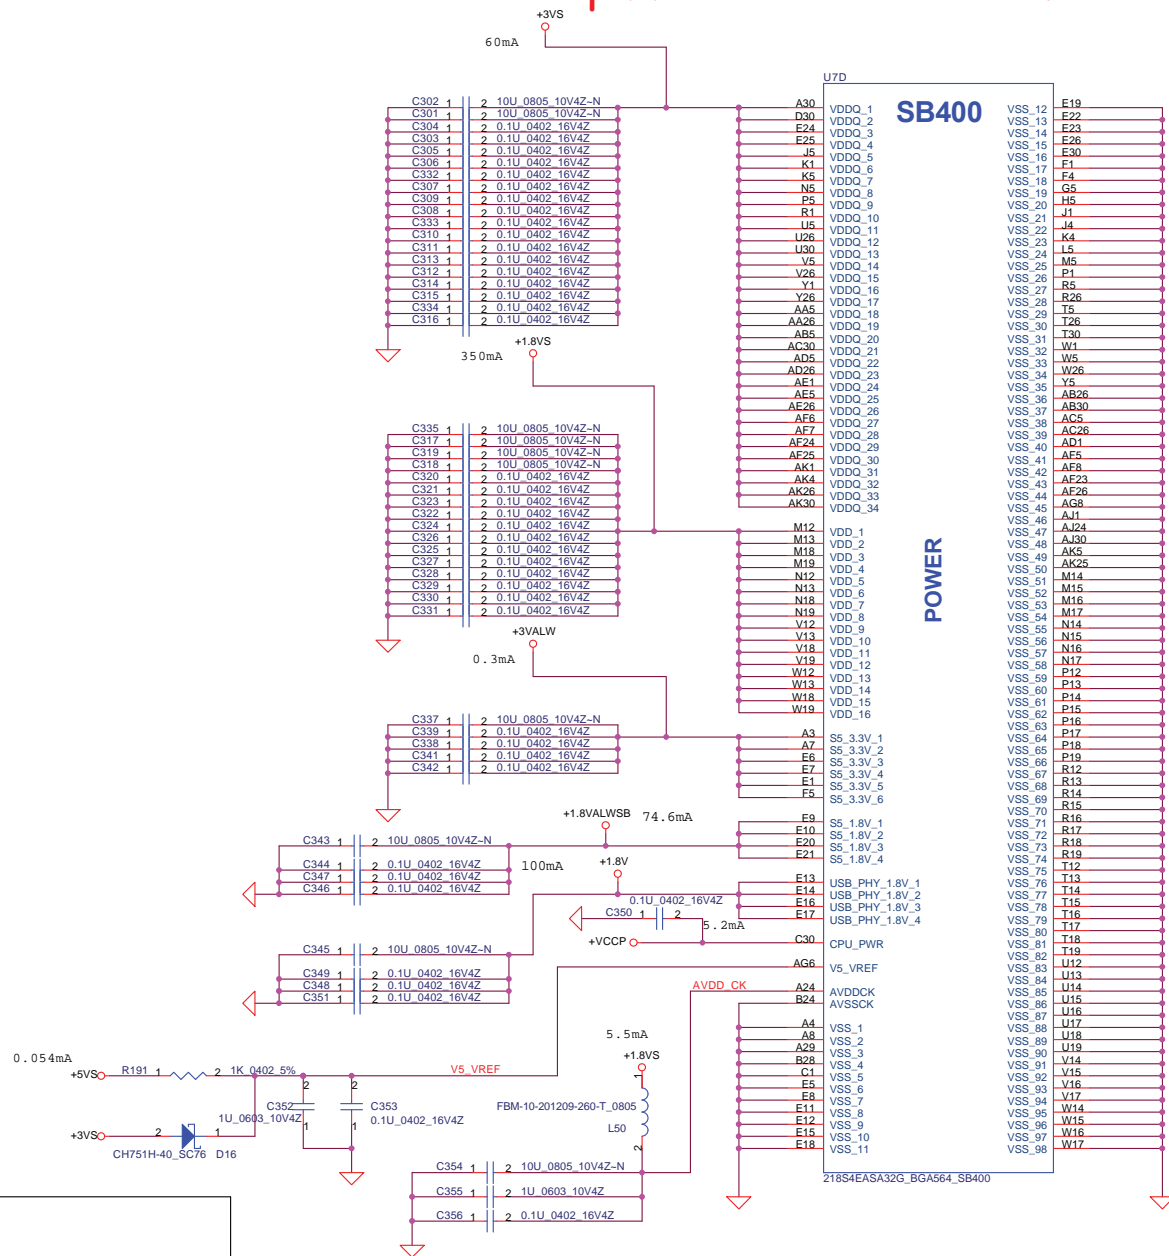 +3VS
60mA
U7D
SB400
POWER
C302 1 2 10U_0805_10V4Z~N
C301 1 2 10U_0805_10V4Z~N
C304 1 2 0.1U_0402_16V4Z
C303 1 2 0.1U_0402_16V4Z
C305 1 2 0.1U_0402_16V4Z
C306 1 2 0.1U_0402_16V4Z
C332 1 2 0.1U_0402_16V4Z
C307 1 2 0.1U_0402_16V4Z
C309 1 2 0.1U_0402_16V4Z
C308 1 2 0.1U_0402_16V4Z
C333 1 2 0.1U_0402_16V4Z
C310 1 2 0.1U_0402_16V4Z
C311 1 2 0.1U_0402_16V4Z
C313 1 2 0.1U_0402_16V4Z
C312 1 2 0.1U_0402_16V4Z
C314 1 2 0.1U_0402_16V4Z
C315 1 2 0.1U_0402_16V4Z
C334 1 2 0.1U_0402_16V4Z
C316 1 2 0.1U_0402_16V4Z
+1.8VS
350mA
C335 1 2 10U_0805_10V4Z~N
C317 1 2 10U_0805_10V4Z~N
C319 1 2 10U_0805_10V4Z~N
C318 1 2 10U_0805_10V4Z~N
C320 1 2 0.1U_0402_16V4Z
C321 1 2 0.1U_0402_16V4Z
C323 1 2 0.1U_0402_16V4Z
C322 1 2 0.1U_0402_16V4Z
C324 1 2 0.1U_0402_16V4Z
C326 1 2 0.1U_0402_16V4Z
C325 1 2 0.1U_0402_16V4Z
C327 1 2 0.1U_0402_16V4Z
C328 1 2 0.1U_0402_16V4Z
C329 1 2 0.1U_0402_16V4Z
C330 1 2 0.1U_0402_16V4Z
C331 1 2 0.1U_0402_16V4Z
+3VALW
0.3mA
C337 1 2 10U_0805_10V4Z~N
C339 1 2 0.1U_0402_16V4Z
C338 1 2 0.1U_0402_16V4Z
C341 1 2 0.1U_0402_16V4Z
C342 1 2 0.1U_0402_16V4Z
+1.8VALWSB 74.6mA
C343 1 2 10U_0805_10V4Z~N
C344 1 2 0.1U_0402_16V4Z
C347 1 2 0.1U_0402_16V4Z
C346 1 2 0.1U_0402_16V4Z
100mA
+1.8V
0.1U_0402_16V4Z
C350 1 2
5.2mA
+VCCP
C345 1 2 10U_0805_10V4Z~N
C349 1 2 0.1U_0402_16V4Z
C348 1 2 0.1U_0402_16V4Z
C351 1 2 0.1U_0402_16V4Z
AVDD_CK
5.5mA
+1.8VS
1
FBM-10-201209-260-T_0805
L50
2
0.054mA
+5VS R191 1 2 1K_0402_5%
V5_VREF
2 2
C352 C353
1U_0603_10V4Z 0.1U_0402_16V4Z
1 1
+3VS 2 1
CH751H-40_SC76 D16
C354 1 2 10U_0805_10V4Z~N
C355 1 2 1U_0603_10V4Z
C356 1 2 0.1U_0402_16V4Z
A30 VDDQ_1
D30 VDDQ_2
E24 VDDQ_3
E25 VDDQ_4
J5 VDDQ_5
K1 VDDQ_6
K5 VDDQ_7
N5 VDDQ_8
P5 VDDQ_9
R1 VDDQ_10
U5 VDDQ_11
U26 VDDQ_12
U30 VDDQ_13
V5 VDDQ_14
V26 VDDQ_15
Y1 VDDQ_16
Y26 VDDQ_17
AA5 VDDQ_18
AA26 VDDQ_19
AB5 VDDQ_20
AC30 VDDQ_21
AD5 VDDQ_22
AD26 VDDQ_23
AE1 VDDQ_24
AE5 VDDQ_25
AE26 VDDQ_26
AF6 VDDQ_27
AF7 VDDQ_28
AF24 VDDQ_29
AF25 VDDQ_30
AK1 VDDQ_31
AK4 VDDQ_32
AK26 VDDQ_33
AK30 VDDQ_34
M12 VDD_1
M13 VDD_2
M18 VDD_3
M19 VDD_4
N12 VDD_5
N13 VDD_6
N18 VDD_7
N19 VDD_8
V12 VDD_9
V13 VDD_10
V18 VDD_11
V19 VDD_12
W12 VDD_13
W13 VDD_14
W18 VDD_15
W19 VDD_16
A3 S5_3.3V_1
A7 S5_3.3V_2
E6 S5_3.3V_3
E7 S5_3.3V_4
E1 S5_3.3V_5
F5 S5_3.3V_6
E9 S5_1.8V_1
E10 S5_1.8V_2
E20 S5_1.8V_3
E21 S5_1.8V_4
E13 USB_PHY_1.8V_1
E14 USB_PHY_1.8V_2
E16 USB_PHY_1.8V_3
E17 USB_PHY_1.8V_4
C30 CPU_PWR
AG6 V5_VREF
A24 AVDDCK
B24 AVSSCK
A4 VSS_1
A8 VSS_2
A29 VSS_3
B28 VSS_4
C1 VSS_5
E5 VSS_6
E8 VSS_7
E11 VSS_8
E12 VSS_9
E15 VSS_10
E18 VSS_11
VSS_12 E19
VSS_13 E22
VSS_14 E23
VSS_15 E26
VSS_16 E30
VSS_17 F1
VSS_18 F4
VSS_19 G5
VSS_20 H5
VSS_21 J1
VSS_22 J4
VSS_23 K4
VSS_24 L5
VSS_25 M5
VSS_26 P1
VSS_27 R5
VSS_28 R26
VSS_29 T5
VSS_30 T26
VSS_31 T30
VSS_32 W1
VSS_33 W5
VSS_34 W26
VSS_35 Y5
VSS_36 AB26
VSS_37 AB30
VSS_38 AC5
VSS_39 AC26
VSS_40 AD1
VSS_41 AF5
VSS_42 AF8
VSS_43 AF23
VSS_44 AF26
VSS_45 AG8
VSS_46 AJ1
VSS_47 AJ24
VSS_48 AJ30
VSS_49 AK5
VSS_50 AK25
VSS_51 M14
VSS_52 M15
VSS_53 M16
VSS_54 M17
VSS_55 N14
VSS_56 N15
VSS_57 N16
VSS_58 N17
VSS_59 P12
VSS_60 P13
VSS_61 P14
VSS_62 P15
VSS_63 P16
VSS_64 P17
VSS_65 P18
VSS_66 P19
VSS_67 R12
VSS_68 R13
VSS_69 R14
VSS_70 R15
VSS_71 R16
VSS_72 R17
VSS_73 R18
VSS_74 R19
VSS_75 T12
VSS_76 T13
VSS_77 T14
VSS_78 T15
VSS_79 T16
VSS_80 T17
VSS_81 T18
VSS_82 T19
VSS_83 U12
VSS_84 U13
VSS_85 U14
VSS_86 U15
VSS_87 U16
VSS_88 U17
VSS_89 U18
VSS_90 U19
VSS_91 V14
VSS_92 V15
VSS_93 V16
VSS_94 V17
VSS_95 W14
VSS_96 W15
VSS_97 W16
VSS_98 W17
218S4EASA32G_BGA564_SB400